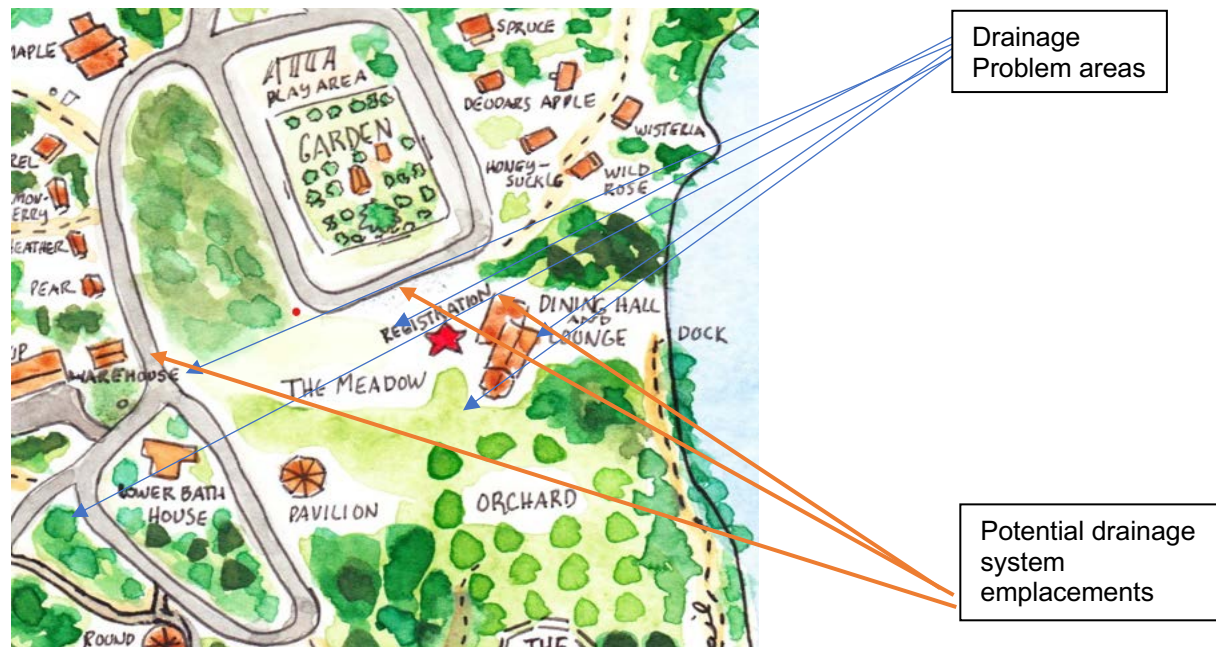 SPRUCE
MAPLE
PLAY AREA
DEODARS APPLE
GARDEN
WISTERIA
HONEY-
SUCKLE
WILD
ROSE
REL
MON-
BERRY
HEATHER
PEAR
REGISTRATION
DINING HALL
AND
LOUNGE
DOCK
UP
WAREHOUSE
THE MEADOW
LOWER BATH
HOUSE
PAVILION
ORCHARD
ROUND
THE
Drainage
Problem areas
Potential drainage
system
emplacements